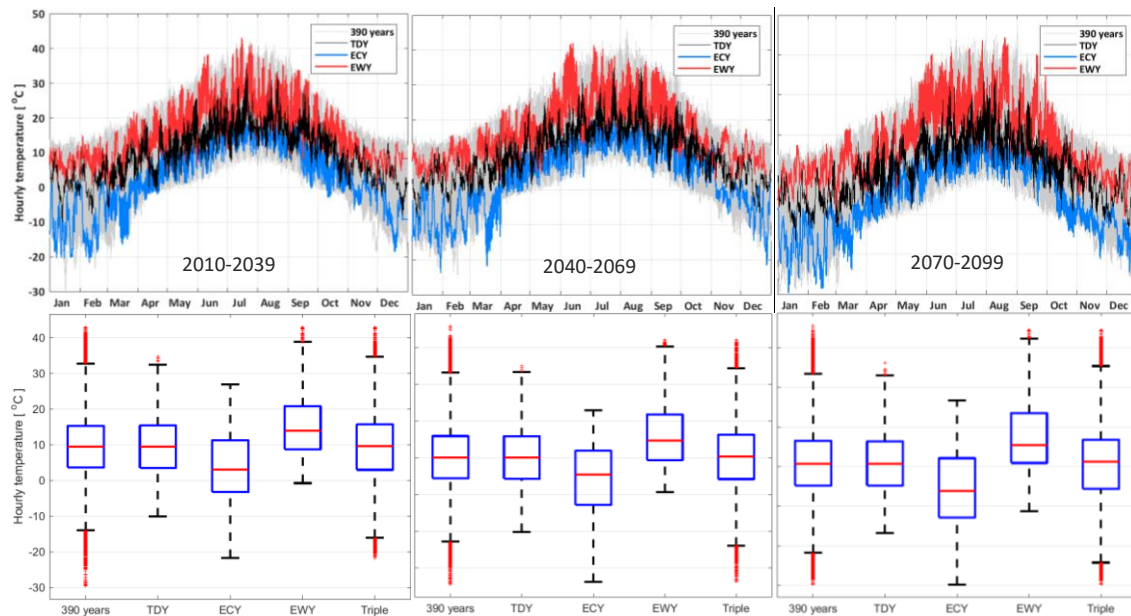 50
40
30
20
10
0
-10
-20
-30
Hourly temperature [ °C]
390 years
TDY
ECY
EWY
2010-2039
Jan Feb Mar Apr May Jun Jul Aug Sep Oct Nov Dec
390 years
TDY
ECY
EWY
2040-2069
Jan Feb Mar Apr May Jun Jul Aug Sep Oct Nov Dec
390 years
TDY
ECY
EWY
2070-2099
Jan Feb Mar Apr May Jun Jul Aug Sep Oct Nov Dec
40
30
20
10
0
-10
-20
-30
Hourly temperature [ °C]
390 years TDY ECY EWY Triple
390 years TDY ECY EWY Triple
390 years TDY ECY EWY Triple